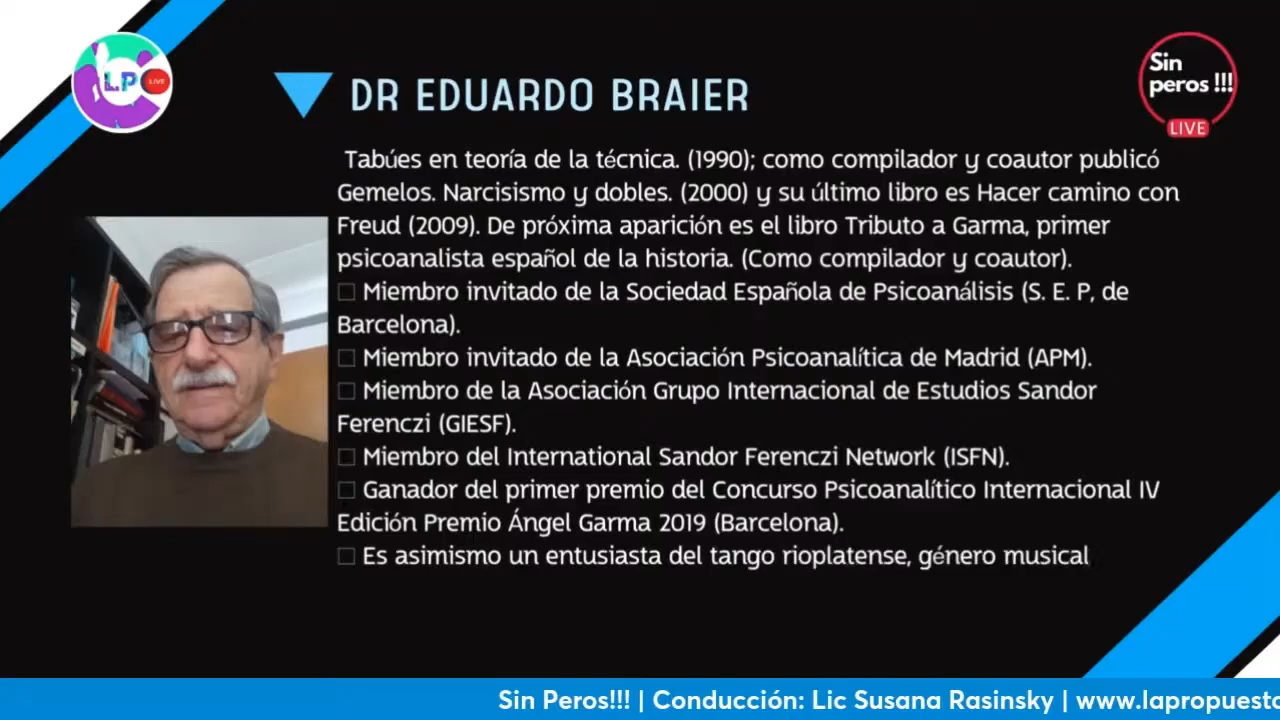 LP LIVE
DR EDUARDO BRAIER
Sin
peros !!!
LIVE
Tabúes en teoría de la técnica. (1990); como compilador y coautor publicó
Gemelos. Narcisismo y dobles. (2000) y su último libro es Hacer camino con
Freud (2009). De próxima aparición es el libro Tributo a Garma, primer
psicoanalista español de la historia. (Como compilador y coautor).
□ Miembro invitado de la Sociedad Española de Psicoanálisis (S. E. P, de
Barcelona).
□ Miembro invitado de la Asociación Psicoanalítica de Madrid (APM).
□ Miembro de la Asociación Grupo Internacional de Estudios Sandor
Ferenczi (GIESF).
□ Miembro del International Sandor Ferenczi Network (ISFN).
□ Ganador del primer premio del Concurso Psicoanalítico Internacional IV
Edición Premio Ángel Garma 2019 (Barcelona).
□ Es asimismo un entusiasta del tango rioplatense, género musical
Sin Peros!!! | Conducción: Lic Susana Rasinsky | www.lapropuesta